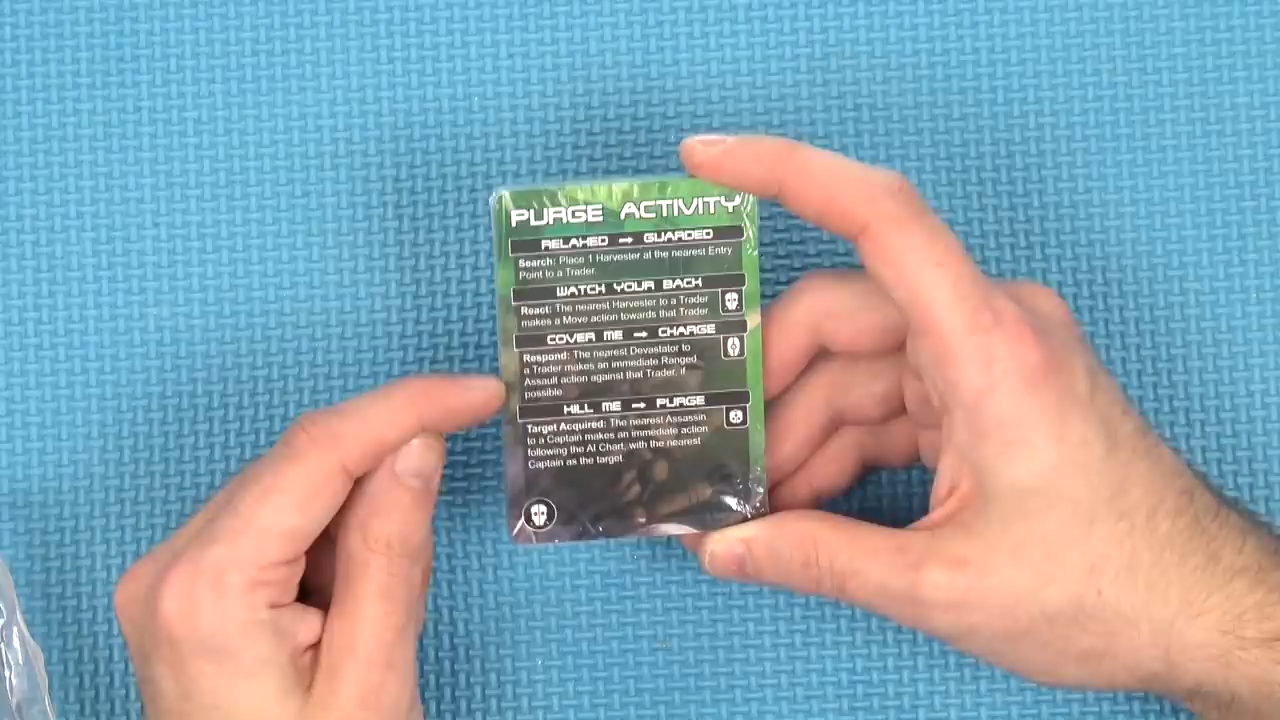 PURGE ACTIVITY
RELAXED → GUARDED
Search: Place 1 Harvester at the nearest Entry
Point to a Trader.
WATCH YOUR BACK
React: The nearest Harvester to a Trader
makes a Move action towards that Trader
COVER ME → CHARGE
Respond: The nearest Devastator to
a Trader makes an immediate Ranged
Assault action against that Trader, if
possible.
KILL ME → PURGE
Target Acquired: The nearest Assassin
to a Captain makes an immediate action
following the AI Chart, with the nearest
Captain as the target.